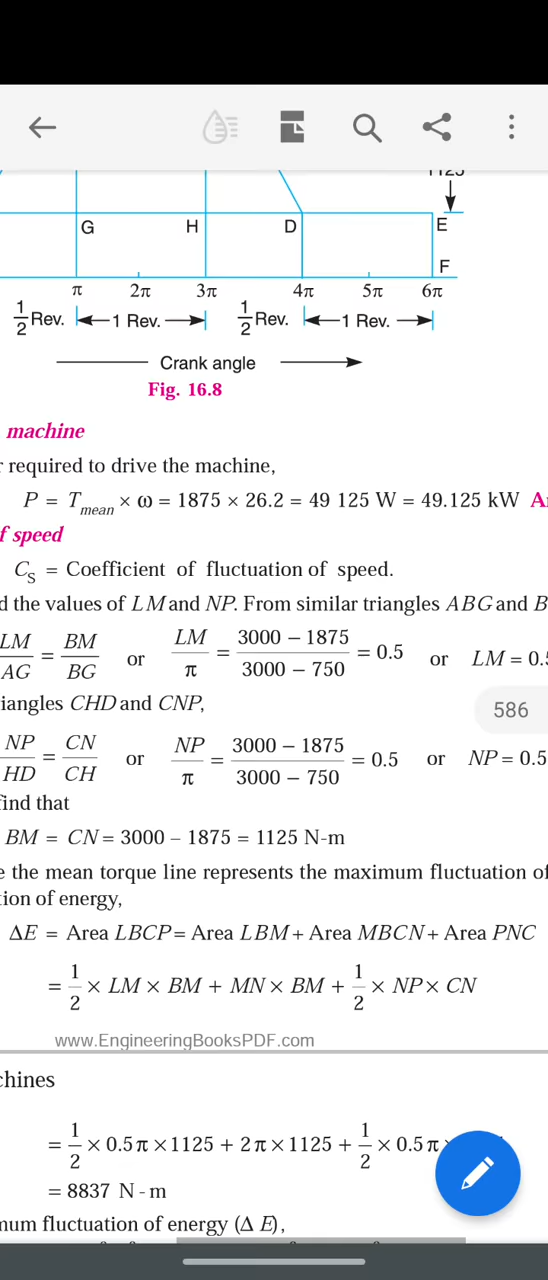 1125
G H D E
F
π 2π 3π 4π 5π 6π
1/2 Rev. 1 Rev. 1/2 Rev. 1 Rev.
Crank angle
Fig. 16.8
machine
r required to drive the machine,
P = T_mean × ω = 1875 × 26.2 = 49 125 W = 49.125 kW A
f speed
C_S = Coefficient of fluctuation of speed.
d the values of LM and NP. From similar triangles ABG and B
LM/AG = BM/BG or LM/π = (3000 – 1875)/(3000 – 750) = 0.5 or LM = 0.5
586
riangles CHD and CNP,
NP/HD = CN/CH or NP/π = (3000 – 1875)/(3000 – 750) = 0.5 or NP = 0.5
find that
BM = CN = 3000 – 1875 = 1125 N-m
e the mean torque line represents the maximum fluctuation of
tion of energy,
ΔE = Area LBCP = Area LBM + Area MBCN + Area PNC
= 1/2 × LM × BM + MN × BM + 1/2 × NP × CN
www.EngineeringBooksPDF.com
chines
= 1/2 × 0.5 π × 1125 + 2π × 1125 + 1/2 × 0.5 π
= 8837 N - m
mum fluctuation of energy (Δ E),